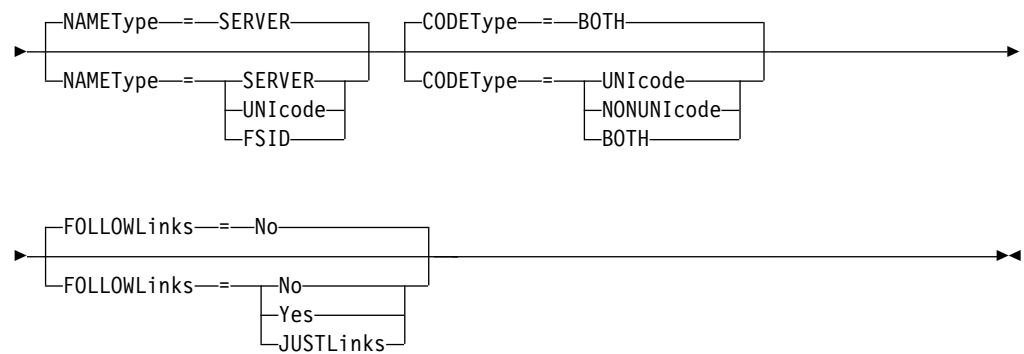 NAMEType = SERVER CODEType = BOTH
NAMEType = SERVER CODEType = UNIcode
UNIcode NONUNIcode
FSID BOTH
FOLLOWLinks = No
FOLLOWLinks = No
Yes
JUSTLinks